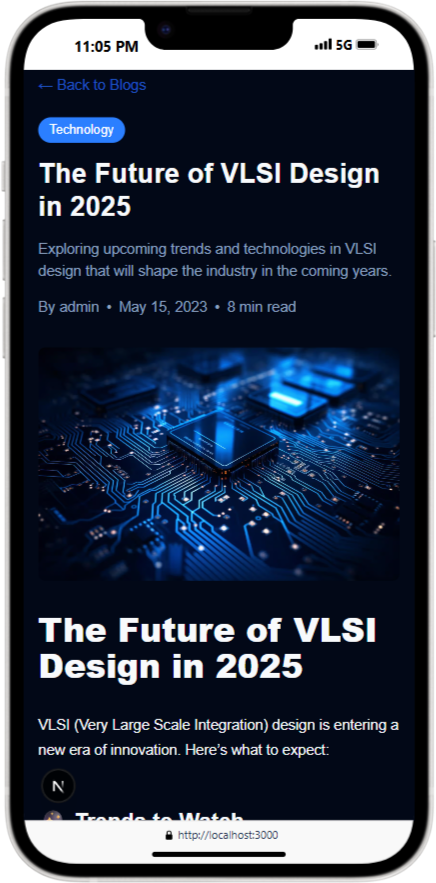 11:05 PM
5G
← Back to Blogs
Technology
The Future of VLSI Design
in 2025
Exploring upcoming trends and technologies in VLSI
design that will shape the industry in the coming years.
By admin • May 15, 2023 • 8 min read
The Future of VLSI
Design in 2025
VLSI (Very Large Scale Integration) design is entering a
new era of innovation. Here’s what to expect:
N
Trends to Watch
http://localhost:3000